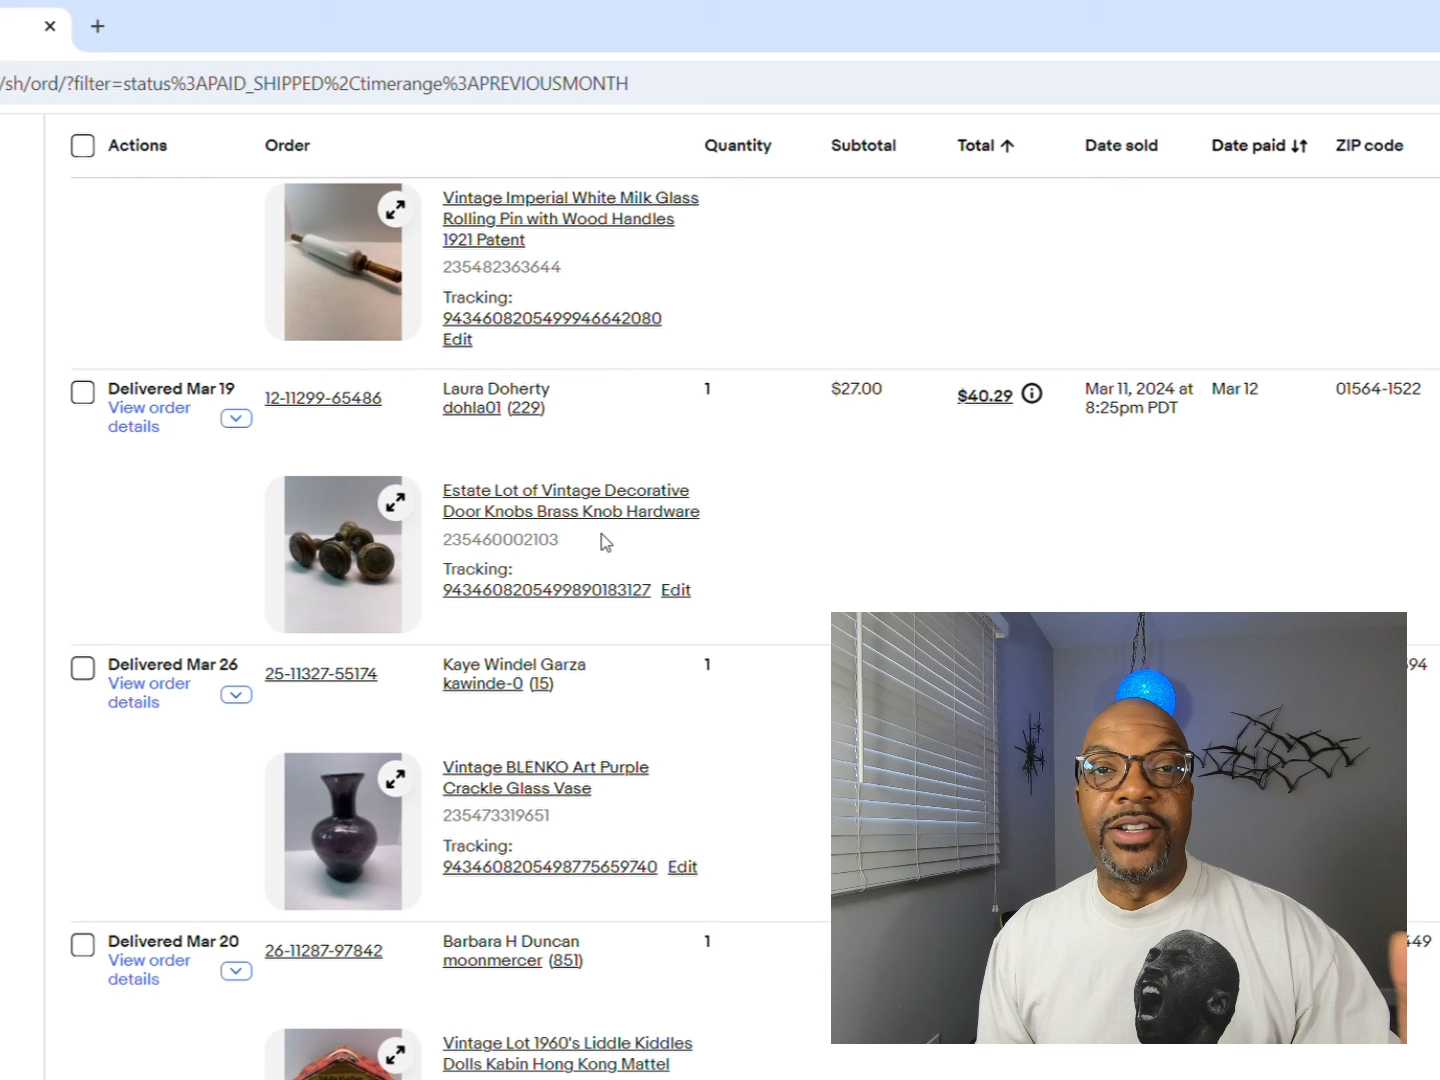 /sh/ord/?filter=status%3APAID_SHIPPED%2Ctimerange%3APREVIOUSMONTH
Actions Order Quantity Subtotal Total Date sold Date paid ZIP code
Vintage Imperial White Milk Glass
Rolling Pin with Wood Handles
1921 Patent
235482363644
Tracking:
9434608205499946642080
Edit
Delivered Mar 19
View order
details
12-11299-65486
Laura Doherty
dohla01 (229)
1
$27.00
$40.29
Mar 11, 2024 at
8:25pm PDT
Mar 12
01564-1522
Estate Lot of Vintage Decorative
Door Knobs Brass Knob Hardware
235460002103
Tracking:
9434608205499890183127 Edit
Delivered Mar 26
View order
details
25-11327-55174
Kaye Windel Garza
kawinde-0 (15)
1
94
Vintage BLENKO Art Purple
Crackle Glass Vase
235473319651
Tracking:
9434608205498775659740 Edit
Delivered Mar 20
View order
details
26-11287-97842
Barbara H Duncan
moonmercer (851)
1
449
Vintage Lot 1960's Liddle Kiddles
Dolls Kabin Hong Kong Mattel